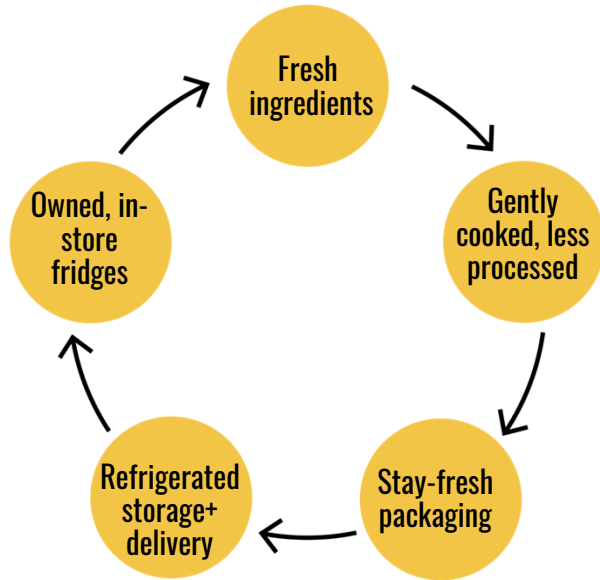 Fresh
ingredients
Gently
cooked, less
processed
Stay-fresh
packaging
Refrigerated
storage+
delivery
Owned, in-
store
fridges